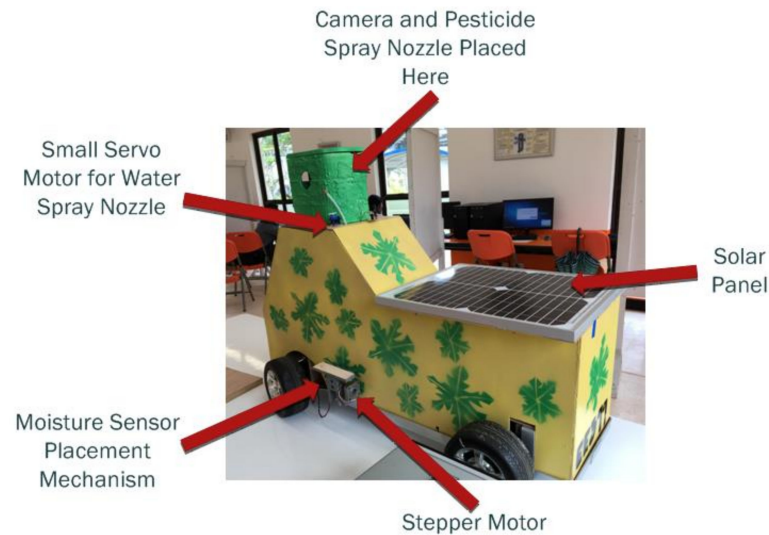 Camera and Pesticide
Spray Nozzle Placed
Here
Small Servo
Motor for Water
Spray Nozzle
Solar
Panel
Moisture Sensor
Placement
Mechanism
Stepper Motor